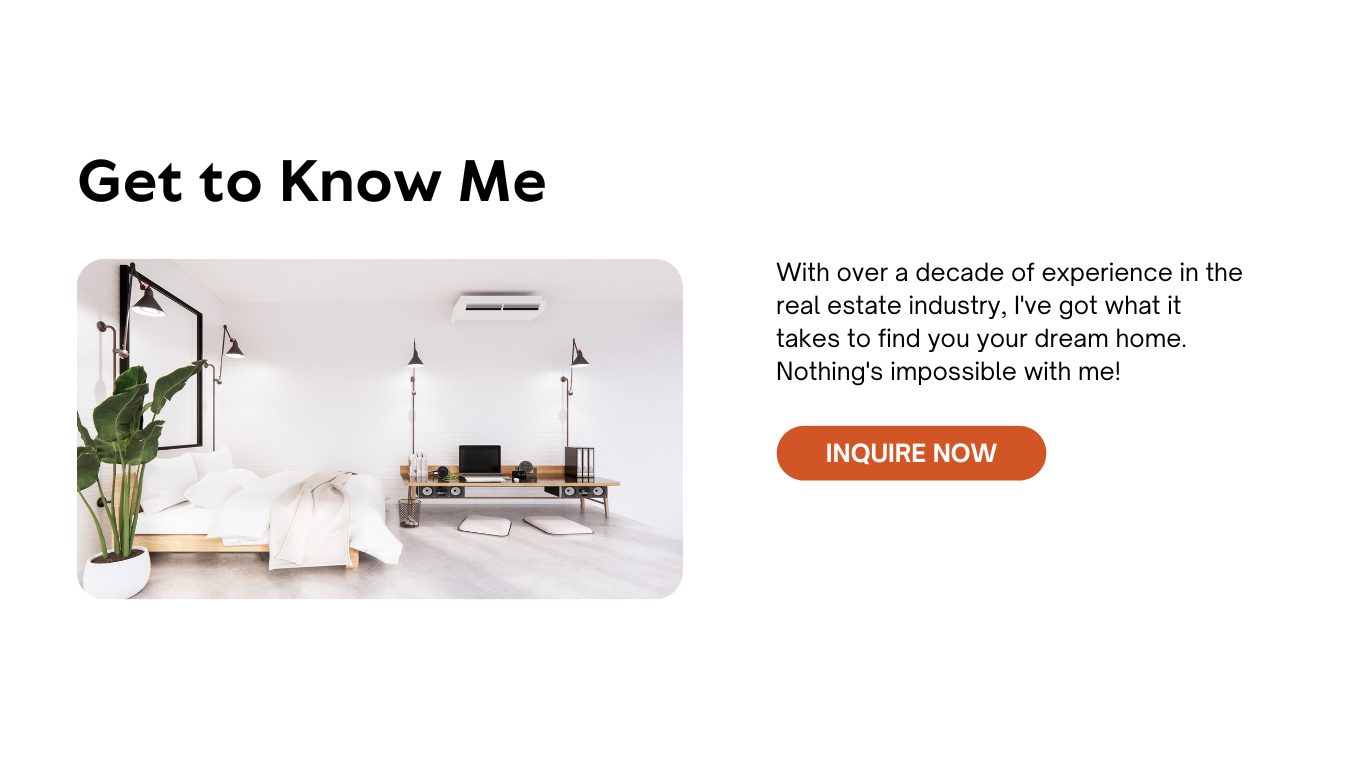 Get to Know Me
With over a decade of experience in the
real estate industry, I've got what it
takes to find you your dream home.
Nothing's impossible with me!
INQUIRE NOW